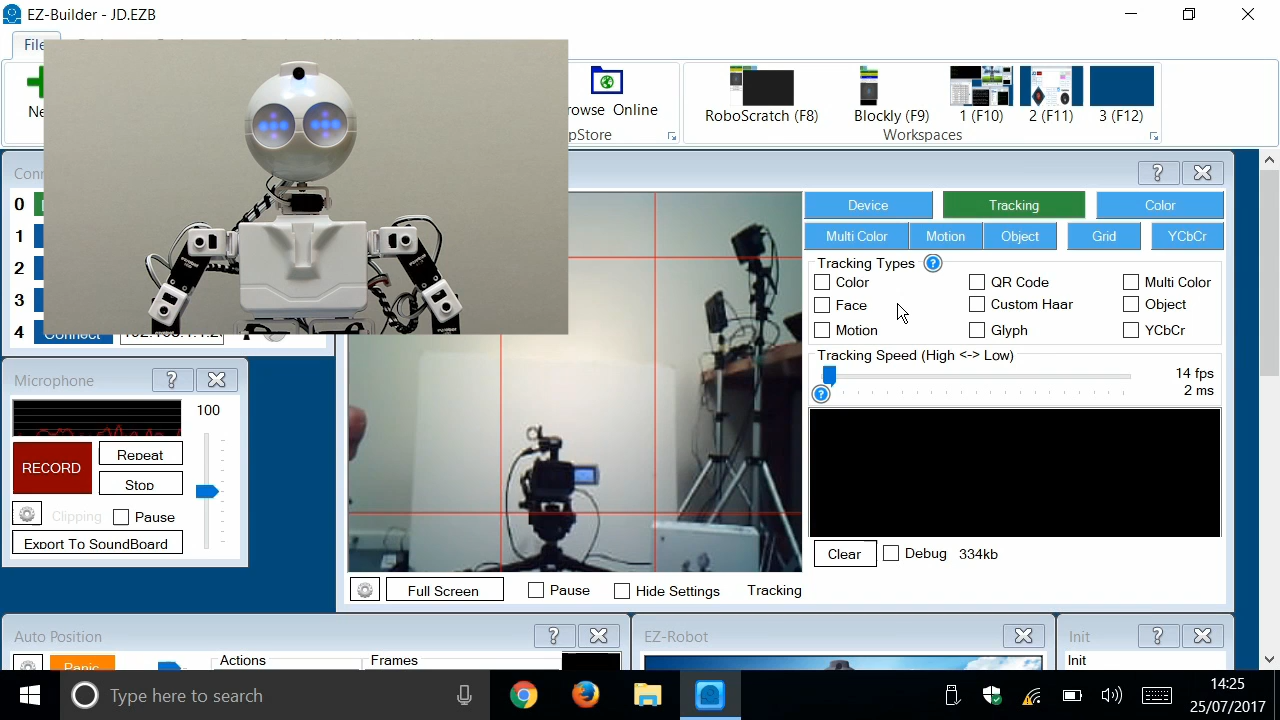 EZ-Builder - JD.EZB
File
Ne
rowse Online
pStore
RoboScratch (F8)
Blockly (F9)
1 (F10)
2 (F11)
3 (F12)
Workspaces
Conn
0
1
2
3
4
Connect
Device
Tracking
Color
Multi Color
Motion
Object
Grid
YCbCr
Tracking Types
Color
QR Code
Multi Color
Face
Custom Haar
Object
Motion
Glyph
YCbCr
Tracking Speed (High <-> Low)
14 fps
2 ms
Clear
Debug
334kb
Microphone
100
RECORD
Repeat
Stop
Clipping
Pause
Export To SoundBoard
Full Screen
Pause
Hide Settings
Tracking
Auto Position
Panic
Actions
Frames
EZ-Robot
Init
Init
Type here to search
14:25
25/07/2017